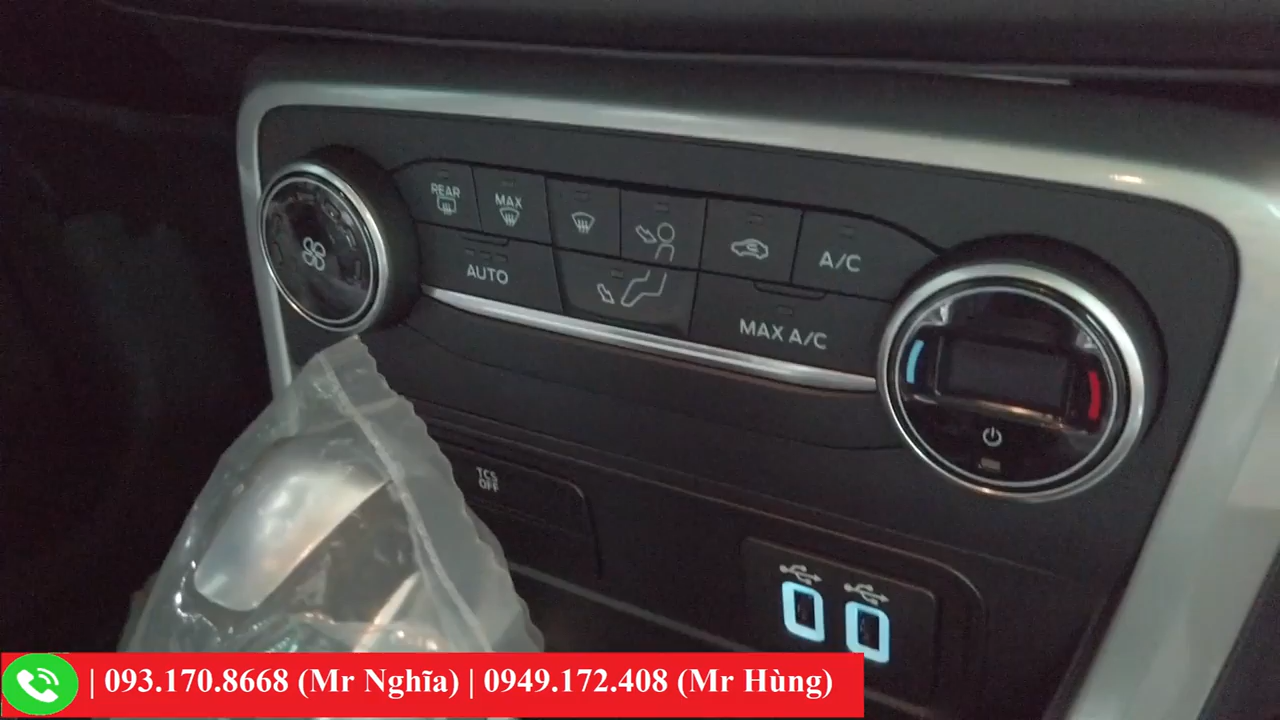 REAR
MAX
AUTO
A/C
MAX A/C
TCS
OFF
| 093.170.8668 (Mr Nghĩa) | 0949.172.408 (Mr Hùng)